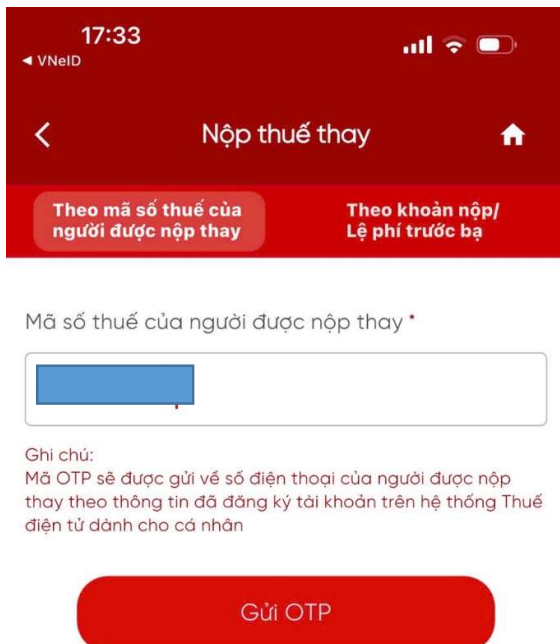 17:33
◀ VNeID
Nộp thuế thay
Theo mã số thuế của
người được nộp thay
Theo khoản nộp/
Lệ phí trước bạ
Mã số thuế của người được nộp thay *
Ghi chú:
Mã OTP sẽ được gửi về số điện thoại của người được nộp
thay theo thông tin đã đăng ký tài khoản trên hệ thống Thuế
điện tử dành cho cá nhân
Gửi OTP